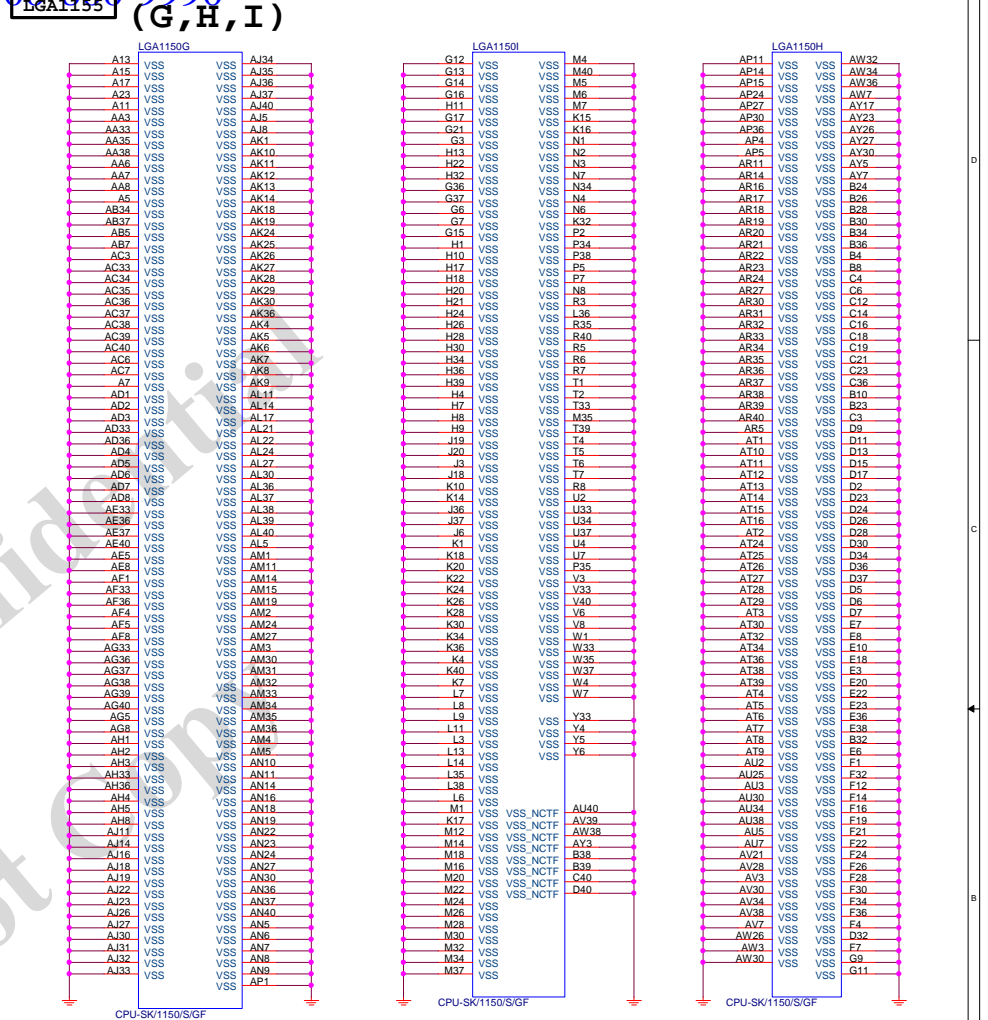 LGA1155
(G,H,I)
LGA1150G
A13 VSS VSS AJ34
A15 VSS VSS AJ35
A17 VSS VSS AJ36
A23 VSS VSS AJ37
A11 VSS VSS AJ40
AA3 VSS VSS AJ5
AA33 VSS VSS AJ8
AA35 VSS VSS AK1
AA38 VSS VSS AK10
AA6 VSS VSS AK11
AA7 VSS VSS AK12
AA8 VSS VSS AK13
A5 VSS VSS AK14
AB34 VSS VSS AK18
AB37 VSS VSS AK19
AB5 VSS VSS AK24
AB7 VSS VSS AK25
AC3 VSS VSS AK26
AC33 VSS VSS AK27
AC34 VSS VSS AK28
AC35 VSS VSS AK29
AC36 VSS VSS AK30
AC37 VSS VSS AK36
AC38 VSS VSS AK4
AC39 VSS VSS AK5
AC40 VSS VSS AK6
AC6 VSS VSS AK7
AC7 VSS VSS AK8
A7 VSS VSS AK9
AD1 VSS VSS AL11
AD2 VSS VSS AL14
AD3 VSS VSS AL17
AD33 VSS VSS AL21
AD36 VSS VSS AL22
AD4 VSS VSS AL24
AD5 VSS VSS AL27
AD6 VSS VSS AL30
AD7 VSS VSS AL36
AD8 VSS VSS AL37
AE33 VSS VSS AL38
AE36 VSS VSS AL39
AE37 VSS VSS AL40
AE40 VSS VSS AL5
AE5 VSS VSS AM1
AE8 VSS VSS AM11
AF1 VSS VSS AM14
AF33 VSS VSS AM15
AF36 VSS VSS AM19
AF4 VSS VSS AM2
AF5 VSS VSS AM24
AF8 VSS VSS AM27
AG33 VSS VSS AM3
AG36 VSS VSS AM30
AG37 VSS VSS AM31
AG38 VSS VSS AM32
AG39 VSS VSS AM33
AG40 VSS VSS AM34
AG5 VSS VSS AM35
AG8 VSS VSS AM36
AH1 VSS VSS AM4
AH2 VSS VSS AM5
AH3 VSS VSS AN10
AH33 VSS VSS AN11
AH36 VSS VSS AN14
AH4 VSS VSS AN16
AH5 VSS VSS AN18
AH8 VSS VSS AN19
AJ11 VSS VSS AN22
AJ14 VSS VSS AN23
AJ16 VSS VSS AN24
AJ18 VSS VSS AN27
AJ19 VSS VSS AN30
AJ22 VSS VSS AN36
AJ23 VSS VSS AN37
AJ26 VSS VSS AN40
AJ27 VSS VSS AN5
AJ30 VSS VSS AN6
AJ31 VSS VSS AN7
AJ32 VSS VSS AN8
AJ33 VSS VSS AN9
VSS AP1
CPU-SK/1150/S/GF
LGA1150I
G12 VSS VSS M4
G13 VSS VSS M40
G14 VSS VSS M5
G16 VSS VSS M6
H11 VSS VSS M7
G17 VSS VSS K15
G21 VSS VSS K16
G3 VSS VSS N1
H13 VSS VSS N2
H22 VSS VSS N3
H32 VSS VSS N7
G36 VSS VSS N34
G37 VSS VSS N4
G6 VSS VSS N6
G7 VSS VSS K32
G15 VSS VSS P2
H1 VSS VSS P34
H10 VSS VSS P38
H17 VSS VSS P5
H18 VSS VSS P7
H20 VSS VSS N8
H21 VSS VSS R3
H24 VSS VSS L36
H26 VSS VSS R35
H28 VSS VSS R40
H30 VSS VSS R5
H34 VSS VSS R6
H36 VSS VSS R7
H39 VSS VSS T1
H4 VSS VSS T2
H7 VSS VSS T33
H8 VSS VSS M35
H9 VSS VSS T39
J19 VSS VSS T4
J20 VSS VSS T5
J3 VSS VSS T6
J18 VSS VSS T7
K10 VSS VSS R8
K14 VSS VSS U2
J36 VSS VSS U33
J37 VSS VSS U34
J6 VSS VSS U37
K1 VSS VSS U4
K18 VSS VSS U7
K20 VSS VSS P35
K22 VSS VSS V3
K24 VSS VSS V33
K26 VSS VSS V40
K28 VSS VSS V6
K30 VSS VSS V8
K34 VSS VSS W1
K36 VSS VSS W33
K4 VSS VSS W35
K40 VSS VSS W37
K7 VSS VSS W4
L7 VSS VSS W7
L8 VSS
L9 VSS VSS Y33
L11 VSS VSS Y4
L3 VSS VSS Y5
L13 VSS VSS Y6
L14 VSS
L35 VSS
L38 VSS
L6 VSS
M1 VSS VSS_NCTF AU40
K17 VSS VSS_NCTF AV39
M12 VSS VSS_NCTF AW38
M14 VSS VSS_NCTF AY3
M18 VSS VSS_NCTF B38
M16 VSS VSS_NCTF B39
M20 VSS VSS_NCTF C40
M22 VSS VSS_NCTF D40
M24 VSS
M26 VSS
M28 VSS
M30 VSS
M32 VSS
M34 VSS
M37 VSS
CPU-SK/1150/S/GF
LGA1150H
AP11 VSS VSS AW32
AP14 VSS VSS AW34
AP15 VSS VSS AW36
AP24 VSS VSS AW7
AP27 VSS VSS AY17
AP30 VSS VSS AY23
AP36 VSS VSS AY26
AP4 VSS VSS AY27
AP5 VSS VSS AY30
AR11 VSS VSS AY5
AR14 VSS VSS AY7
AR16 VSS VSS B24
AR17 VSS VSS B26
AR18 VSS VSS B28
AR19 VSS VSS B30
AR20 VSS VSS B34
AR21 VSS VSS B36
AR22 VSS VSS B4
AR23 VSS VSS B8
AR24 VSS VSS C4
AR27 VSS VSS C6
AR30 VSS VSS C12
AR31 VSS VSS C14
AR32 VSS VSS C16
AR33 VSS VSS C18
AR34 VSS VSS C19
AR35 VSS VSS C21
AR36 VSS VSS C23
AR37 VSS VSS C36
AR38 VSS VSS B10
AR39 VSS VSS B23
AR40 VSS VSS C3
AR5 VSS VSS D9
AT1 VSS VSS D11
AT10 VSS VSS D13
AT11 VSS VSS D15
AT12 VSS VSS D17
AT13 VSS VSS D2
AT14 VSS VSS D23
AT15 VSS VSS D24
AT16 VSS VSS D26
AT2 VSS VSS D28
AT24 VSS VSS D30
AT25 VSS VSS D34
AT26 VSS VSS D36
AT27 VSS VSS D37
AT28 VSS VSS D5
AT29 VSS VSS D6
AT3 VSS VSS D7
AT30 VSS VSS E7
AT32 VSS VSS E8
AT34 VSS VSS E10
AT36 VSS VSS E18
AT38 VSS VSS E3
AT39 VSS VSS E20
AT4 VSS VSS E22
AT5 VSS VSS E23
AT6 VSS VSS E36
AT7 VSS VSS E38
AT8 VSS VSS B32
AT9 VSS VSS E6
AU2 VSS VSS F1
AU25 VSS VSS F32
AU3 VSS VSS F12
AU30 VSS VSS F14
AU34 VSS VSS F16
AU38 VSS VSS F19
AU5 VSS VSS F21
AU7 VSS VSS F22
AV21 VSS VSS F24
AV28 VSS VSS F26
AV3 VSS VSS F28
AV30 VSS VSS F30
AV34 VSS VSS F34
AV38 VSS VSS F36
AV7 VSS VSS F4
AW26 VSS VSS D32
AW3 VSS VSS F7
AW30 VSS VSS G9
VSS G11
CPU-SK/1150/S/GF
D
C
B